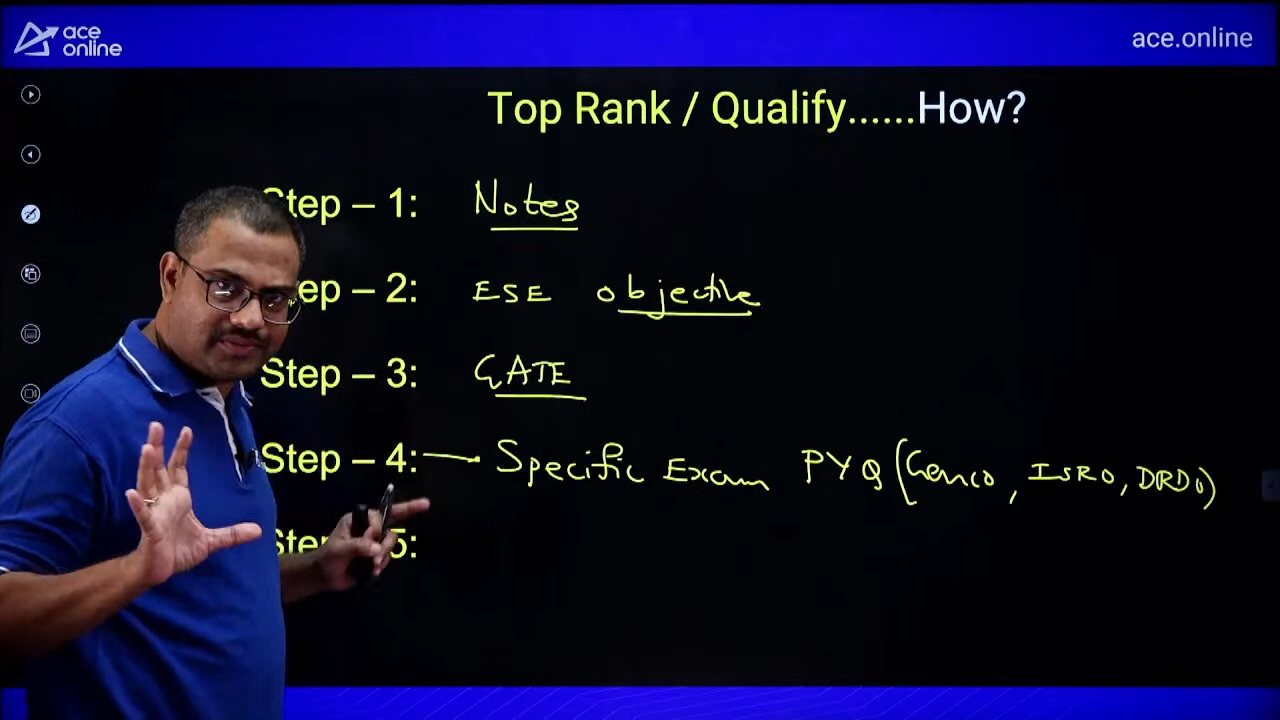 ace
online
ace.online
Top Rank / Qualify......How?
Step – 1: Notes
Step – 2: ESE objective
Step – 3: GATE
Step – 4: Specific Exam PYQ (Genco, ISRO, DRDO)
Step 5: